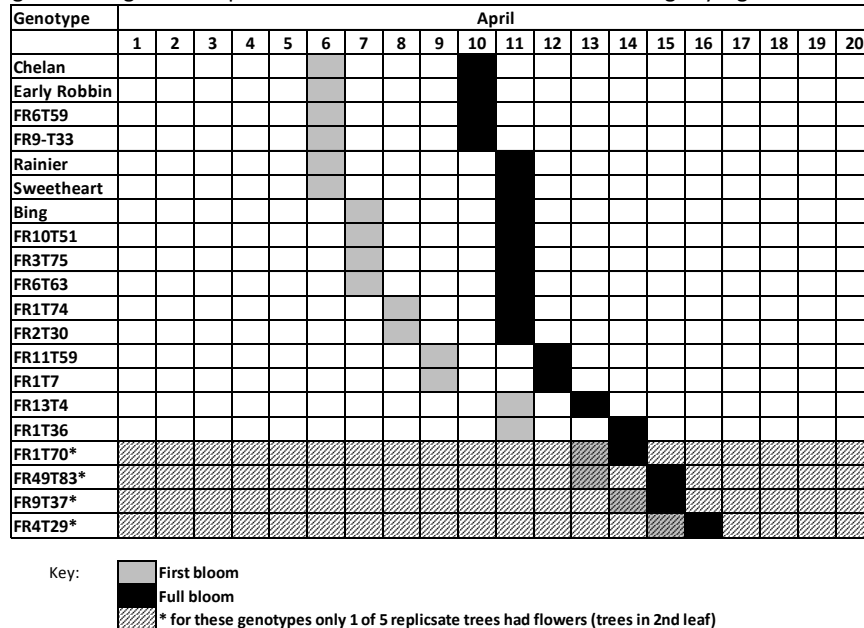 Genotype April
1 2 3 4 5 6 7 8 9 10 11 12 13 14 15 16 17 18 19 20
Chelan
Early Robbin
FR6T59
FR9-T33
Rainier
Sweetheart
Bing
FR10T51
FR3T75
FR6T63
FR1T74
FR2T30
FR11T59
FR1T7
FR13T4
FR1T36
FR1T70*
FR49T83*
FR9T37*
FR4T29*
Key: First bloom
Full bloom
* for these genotypes only 1 of 5 replicsate trees had flowers (trees in 2nd leaf)